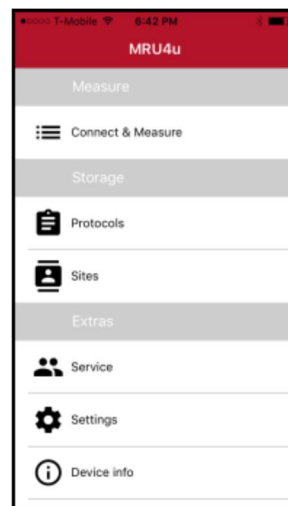 T-Mobile 6:42 PM
MRU4u
Measure
Connect & Measure
Storage
Protocols
Sites
Extras
Service
Settings
Device info